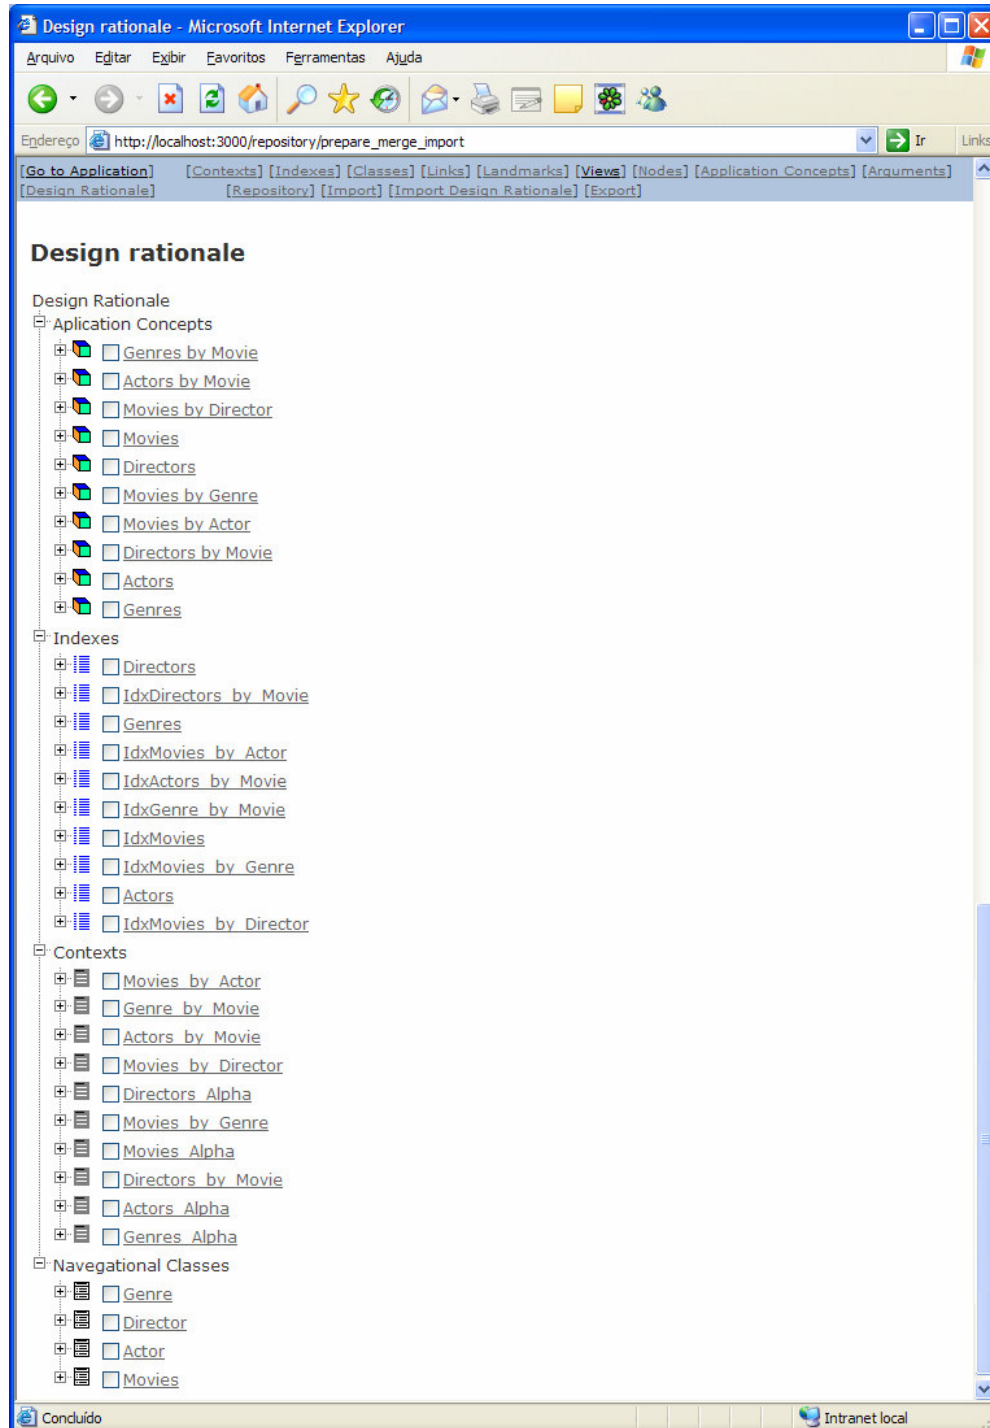 Design rationale - Microsoft Internet Explorer
Arquivo Editar Exibir Favoritos Ferramentas Ajuda
Endereço http://localhost:3000/repository/prepare_merge_import Ir Links
[Go to Application] [Contexts] [Indexes] [Classes] [Links] [Landmarks] [Views] [Nodes] [Application Concepts] [Arguments]
[Design Rationale] [Repository] [Import] [Import Design Rationale] [Export]
Design rationale
Design Rationale
Aplication Concepts
Genres by Movie
Actors by Movie
Movies by Director
Movies
Directors
Movies by Genre
Movies by Actor
Directors by Movie
Actors
Genres
Indexes
Directors
IdxDirectors_by_Movie
Genres
IdxMovies_by_Actor
IdxActors_by_Movie
IdxGenre_by_Movie
IdxMovies
IdxMovies_by_Genre
Actors
IdxMovies_by_Director
Contexts
Movies_by_Actor
Genre_by_Movie
Actors_by_Movie
Movies_by_Director
Directors_Alpha
Movies_by_Genre
Movies_Alpha
Directors_by_Movie
Actors_Alpha
Genres_Alpha
Navegational Classes
Genre
Director
Actor
Movies
Concluído Intranet local